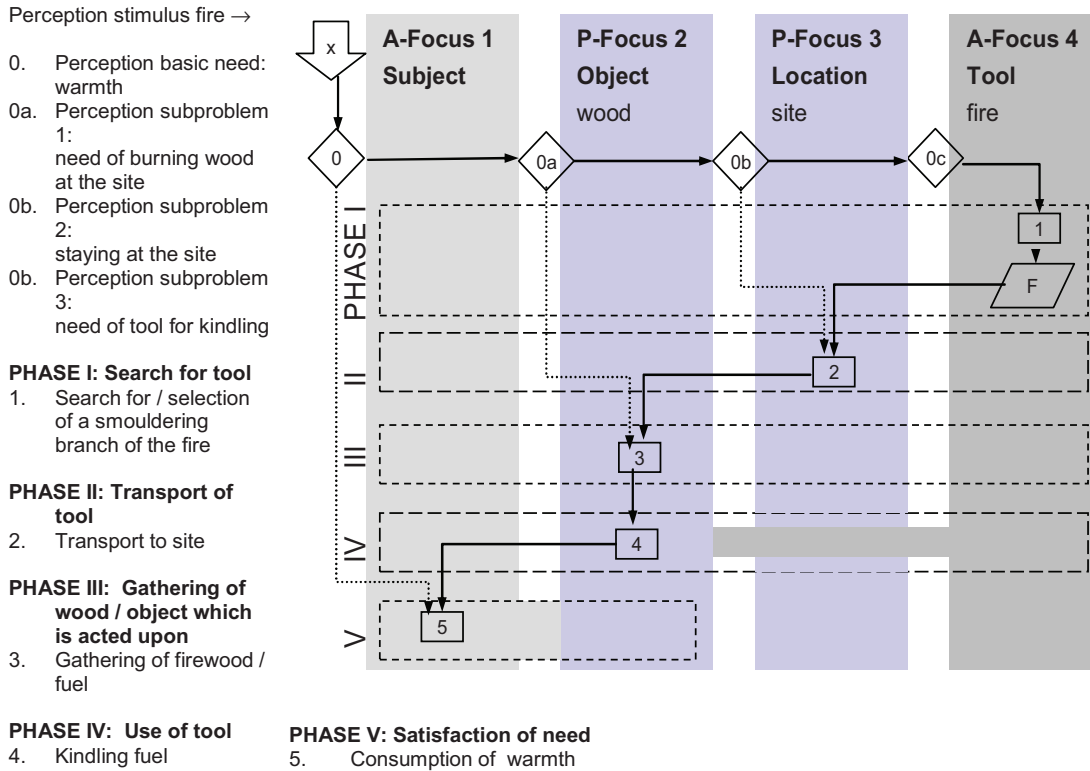 Perception stimulus fire →
0. Perception basic need:
warmth
0a. Perception subproblem
1:
need of burning wood
at the site
0b. Perception subproblem
2:
staying at the site
0b. Perception subproblem
3:
need of tool for kindling
PHASE I: Search for tool
1. Search for / selection
of a smouldering
branch of the fire
PHASE II: Transport of
tool
2. Transport to site
PHASE III: Gathering of
wood / object which
is acted upon
3. Gathering of firewood /
fuel
PHASE IV: Use of tool
4. Kindling fuel
PHASE V: Satisfaction of need
5. Consumption of warmth
x
A-Focus 1
Subject
P-Focus 2
Object
wood
P-Focus 3
Location
site
A-Focus 4
Tool
fire
0
0a
0b
0c
PHASE I
1
F
II
2
III
3
IV
4
V
5